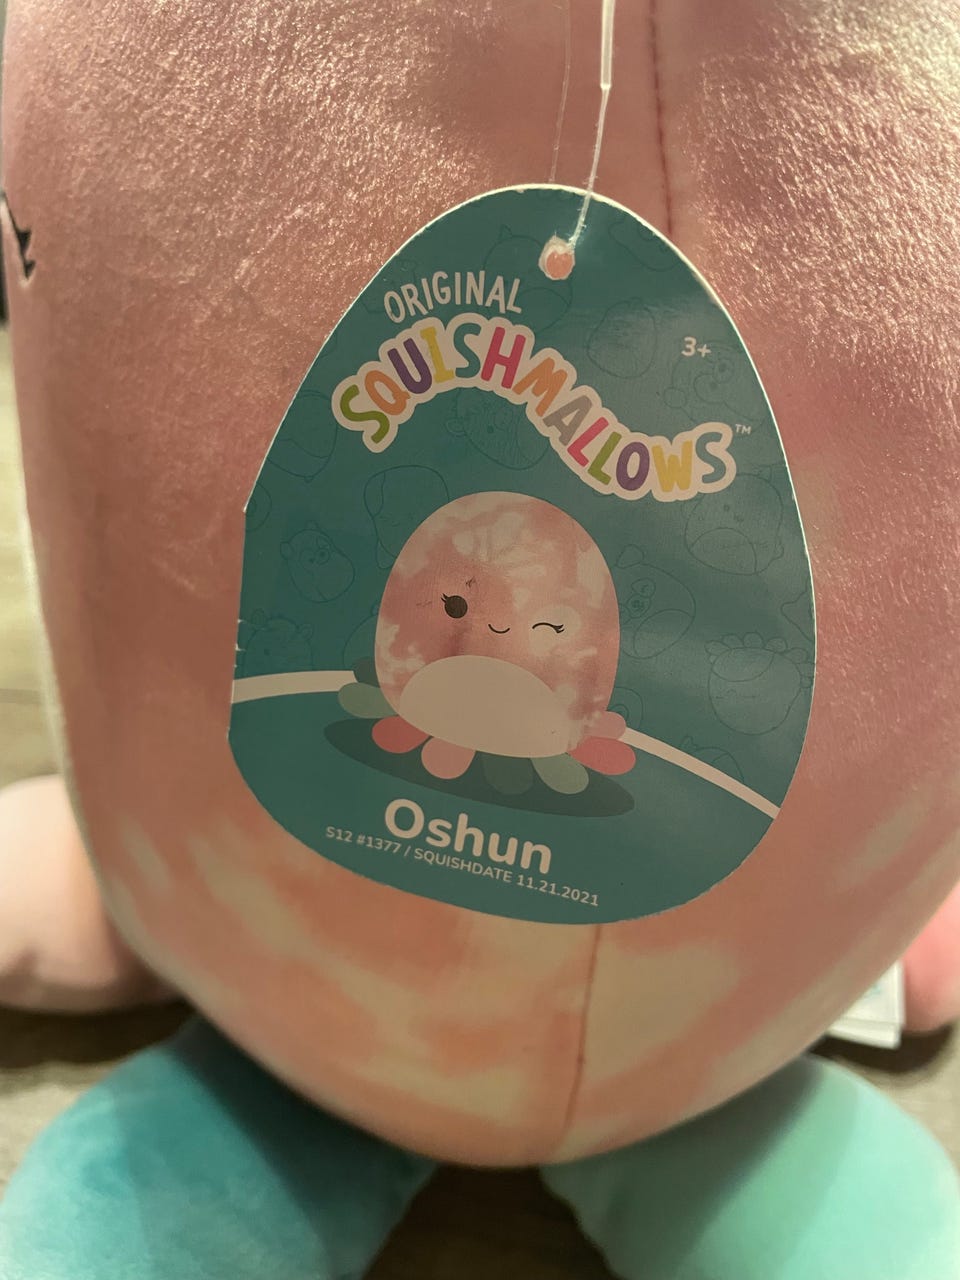 ORIGINAL
SQUISHMALLOWS™
3+
Oshun
S12 #1377 / SQUISHDATE 11.21.2021